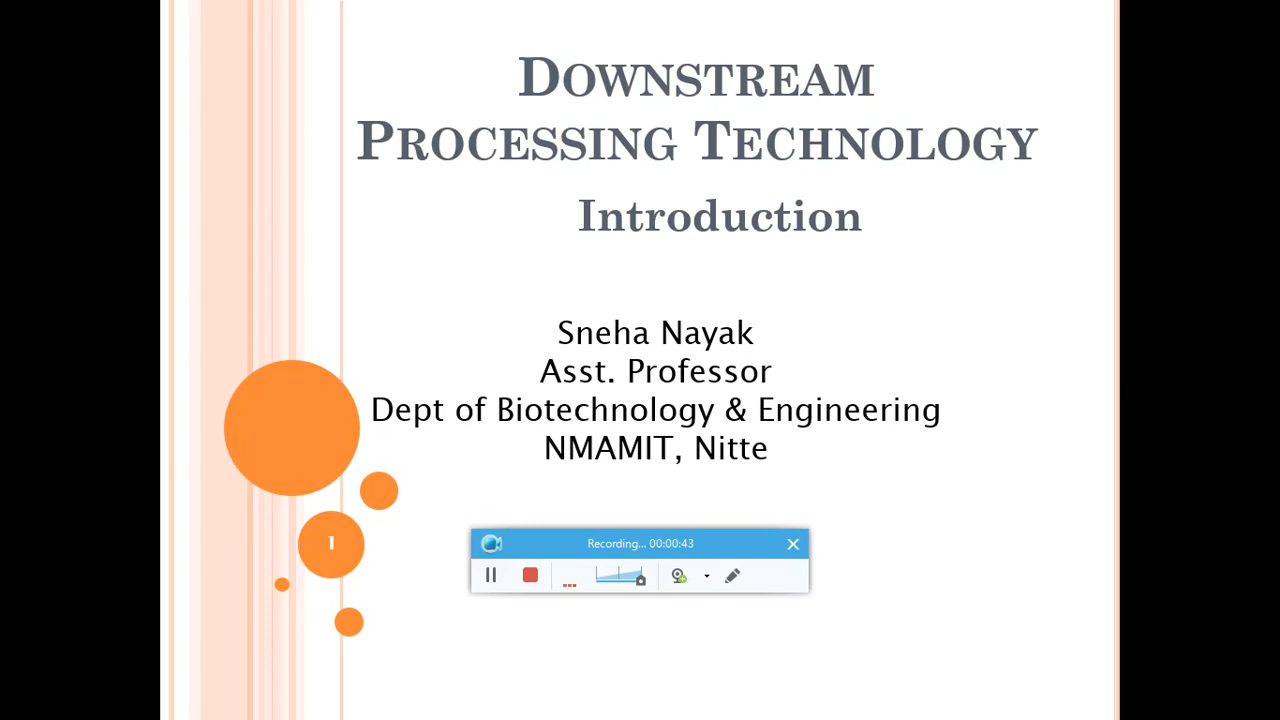 DOWNSTREAM
PROCESSING TECHNOLOGY
Introduction
Sneha Nayak
Asst. Professor
Dept of Biotechnology & Engineering
NMAMIT, Nitte
1
Recording... 00:00:43